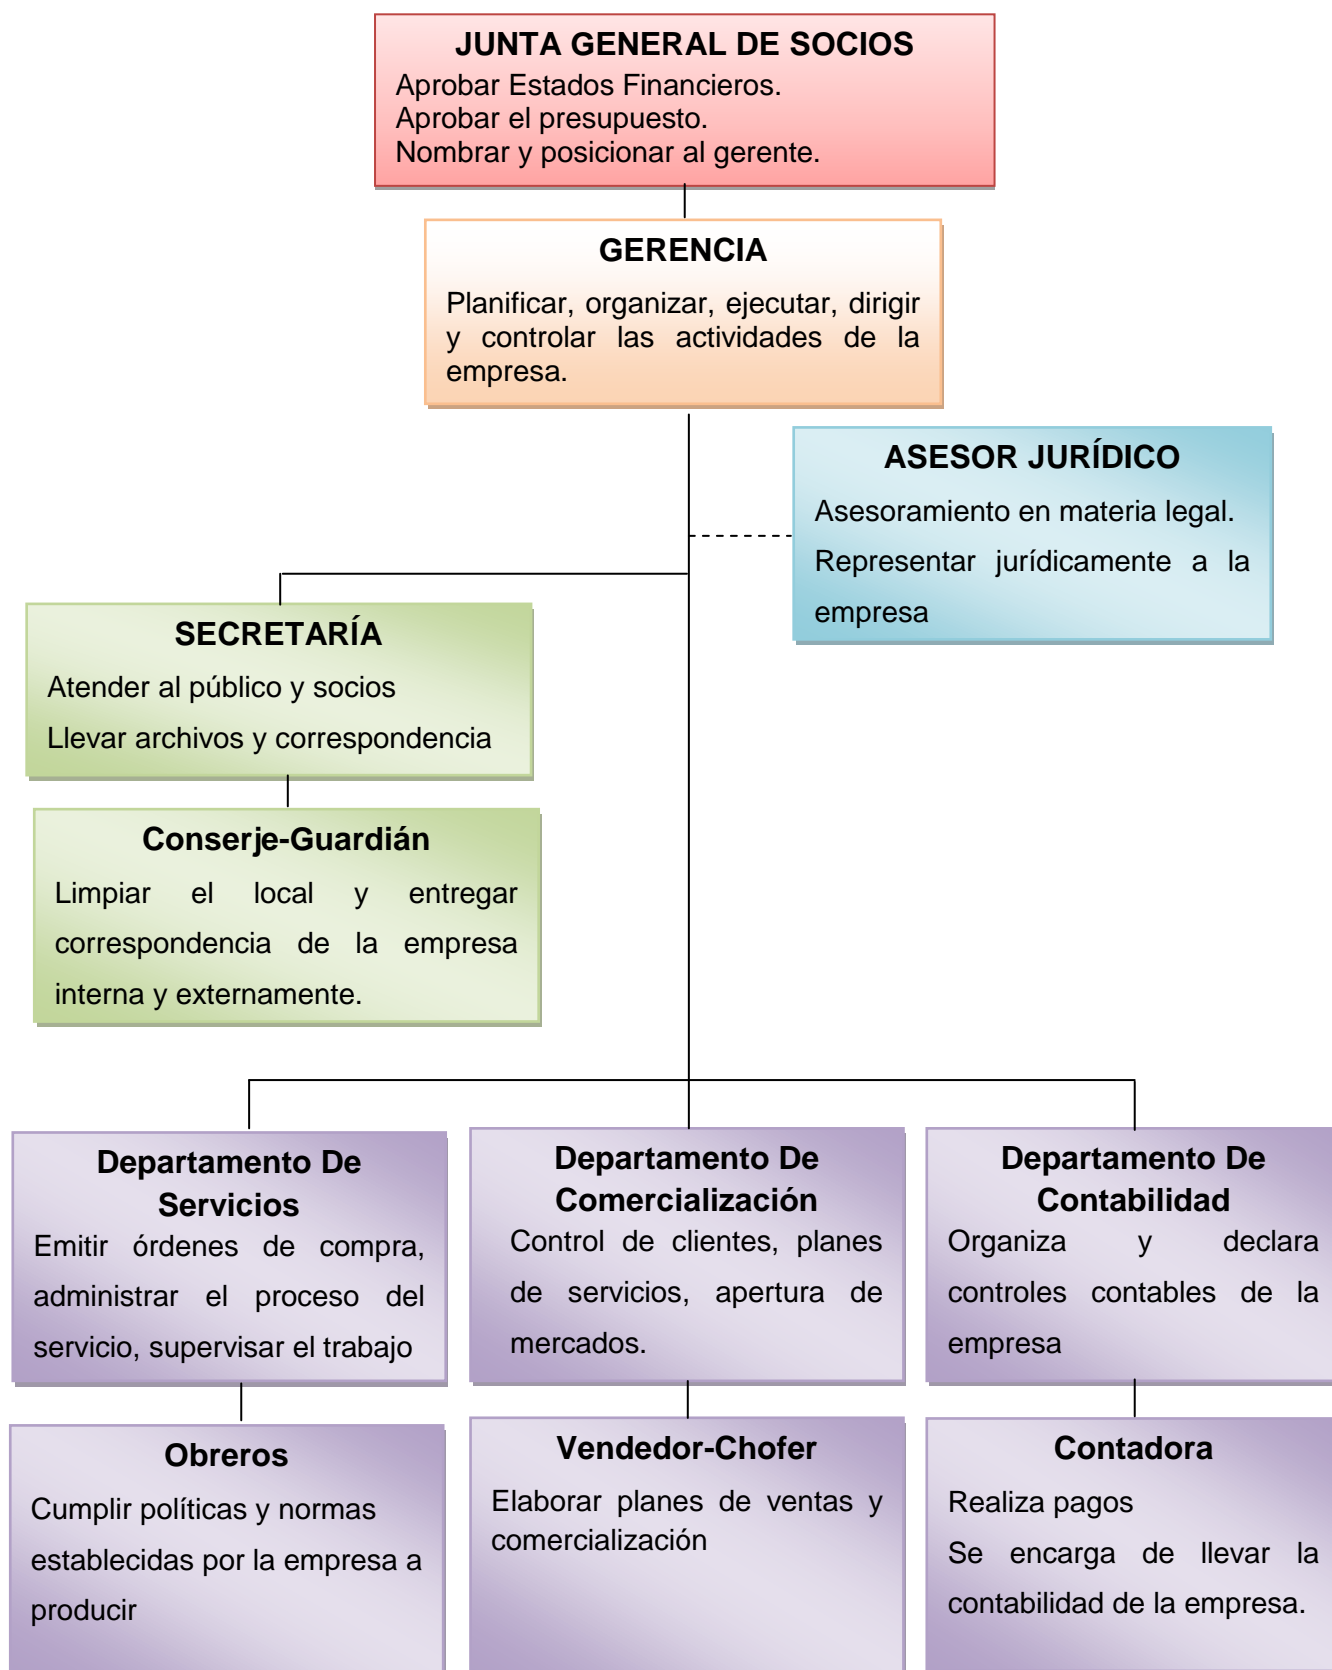 JUNTA GENERAL DE SOCIOS
Aprobar Estados Financieros.
Aprobar el presupuesto.
Nombrar y posicionar al gerente.
GERENCIA
Planificar, organizar, ejecutar, dirigir
y controlar las actividades de la
empresa.
ASESOR JURÍDICO
Asesoramiento en materia legal.
Representar jurídicamente a la
empresa
SECRETARÍA
Atender al público y socios
Llevar archivos y correspondencia
Conserje-Guardián
Limpiar el local y entregar
correspondencia de la empresa
interna y externamente.
Departamento De
Servicios
Emitir órdenes de compra,
administrar el proceso del
servicio, supervisar el trabajo
Departamento De
Comercialización
Control de clientes, planes
de servicios, apertura de
mercados.
Departamento De
Contabilidad
Organiza y declara
controles contables de la
empresa
Obreros
Cumplir políticas y normas
establecidas por la empresa a
producir
Vendedor-Chofer
Elaborar planes de ventas y
comercialización
Contadora
Realiza pagos
Se encarga de llevar la
contabilidad de la empresa.